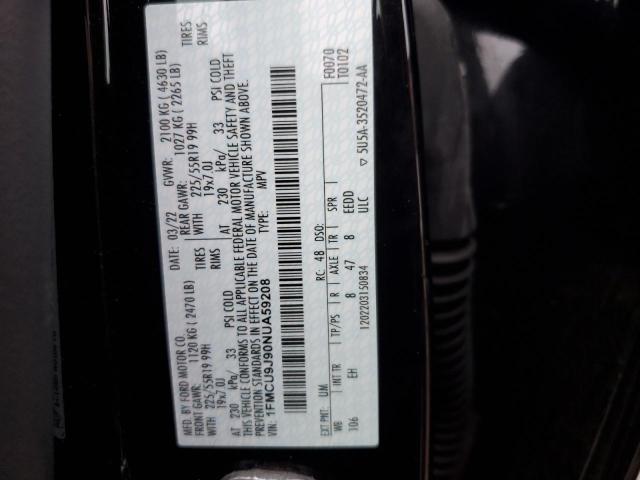 MFD. BY FORD MOTOR CO.
DATE: 03/22 GVWR: 2100 KG ( 4630 LB)
FRONT GAWR: 1120 KG ( 2470 LB) REAR GAWR: 1027 KG ( 2265 LB)
WITH 225/55R19 99H TIRES WITH 225/55R19 99H TIRES
19x7.0J RIMS 19x7.0J RIMS
AT 230 kPa/ 33 PSI COLD AT 230 kPa/ 33 PSI COLD
THIS VEHICLE CONFORMS TO ALL APPLICABLE FEDERAL MOTOR VEHICLE SAFETY AND THEFT
PREVENTION STANDARDS IN EFFECT ON THE DATE OF MANUFACTURE SHOWN ABOVE.
VIN: 1FMCU9J90NUA59208 TYPE: MPV
F0070
T0102
EXT PNT: UM RC: 48 DSO:
WB INT TR TP/PS R AXLE TR SPR
106 EH 8 47 8 EEDD
1202203150834 ULC
▽ 5U5A-3520472-AA